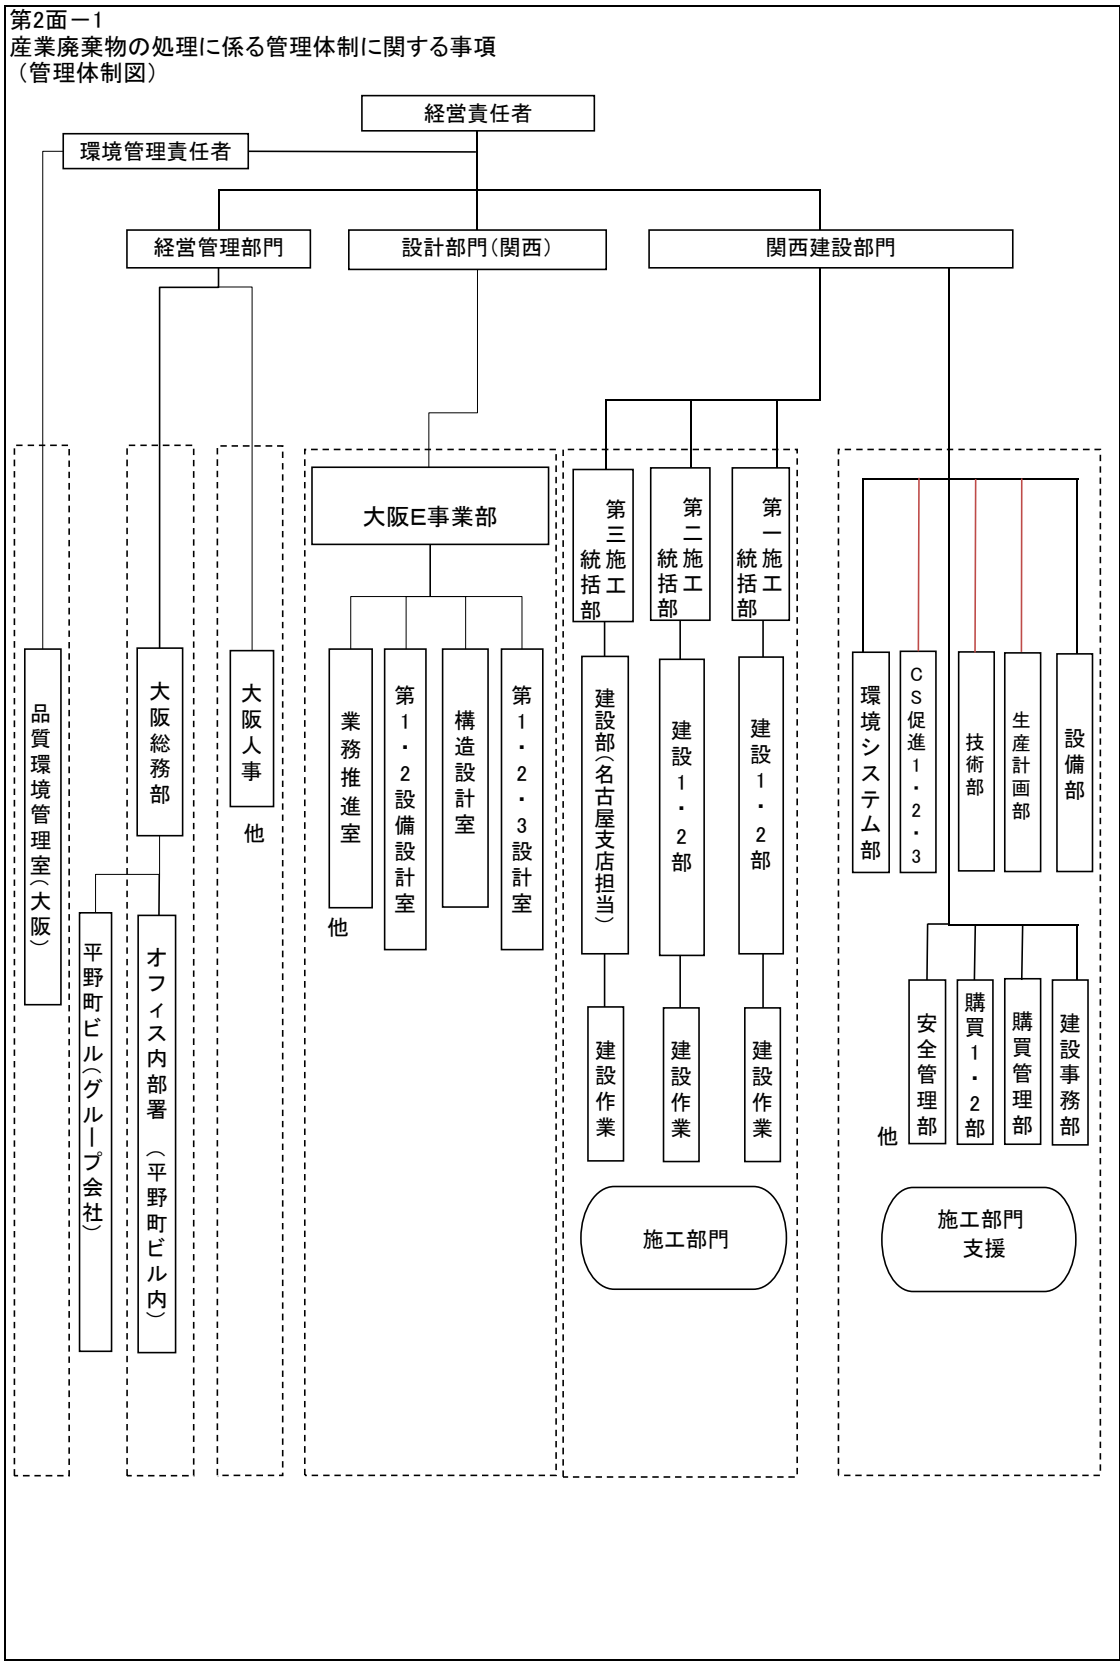 第2面－1
産業廃棄物の処理に係る管理体制に関する事項
（管理体制図）
経営責任者
環境管理責任者
経営管理部門
設計部門（関西）
関西建設部門
大阪E事業部
第三施工
統括部
第二施工
統括部
第一施工
統括部
品質環境管理室（大阪）
大阪総務部
大阪人事
他
業務推進室
他
第1・2設備設計室
構造設計室
第1・2・3設計室
建設部（名古屋支店担当）
建設1・2部
建設1・2部
環境システム部
CS促進1・2・3
技術部
生産計画部
設備部
平野町ビル（グループ会社）
オフィス内部署（平野町ビル内）
建設作業
建設作業
建設作業
他
安全管理部
購買1・2部
購買管理部
建設事務部
施工部門
施工部門
支援